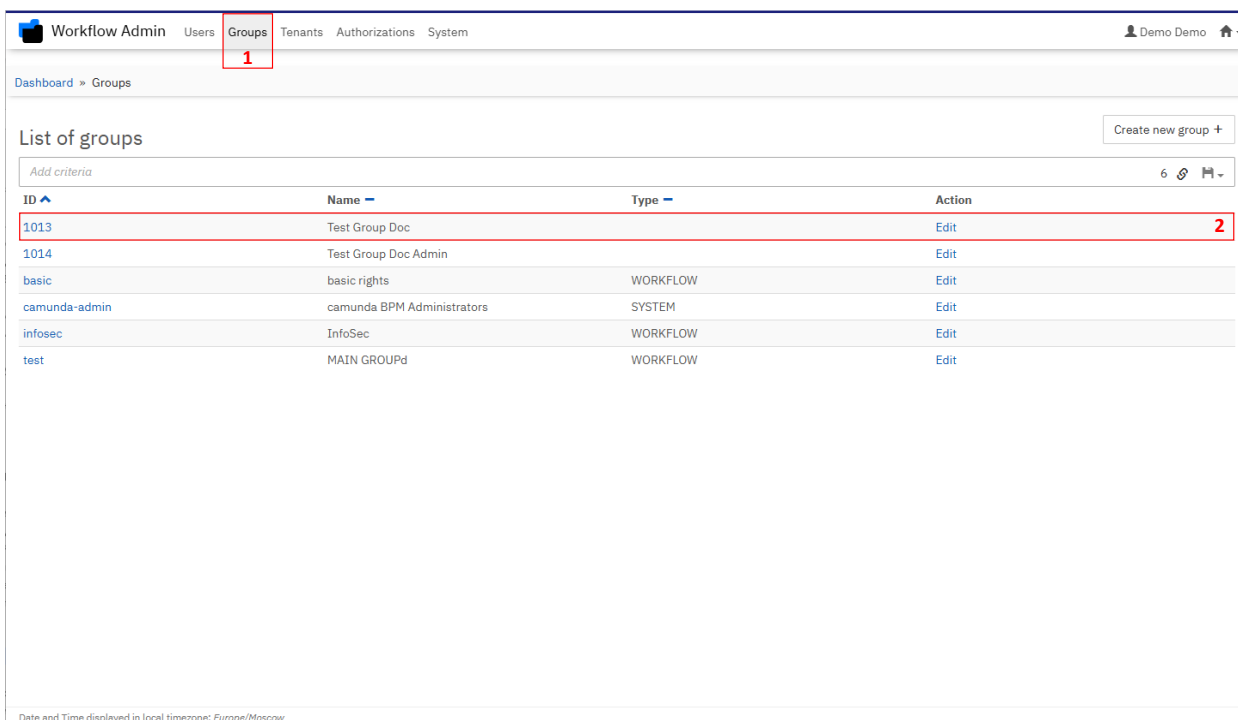 Workflow Admin Users Groups Tenants Authorizations System Demo Demo
1
Dashboard » Groups
List of groups
Create new group +
Add criteria 6
ID Name Type Action
1013 Test Group Doc Edit 2
1014 Test Group Doc Admin Edit
basic basic rights WORKFLOW Edit
camunda-admin camunda BPM Administrators SYSTEM Edit
infosec InfoSec WORKFLOW Edit
test MAIN GROUPd WORKFLOW Edit
Date and Time displayed in local timezone: Europe/Moscow